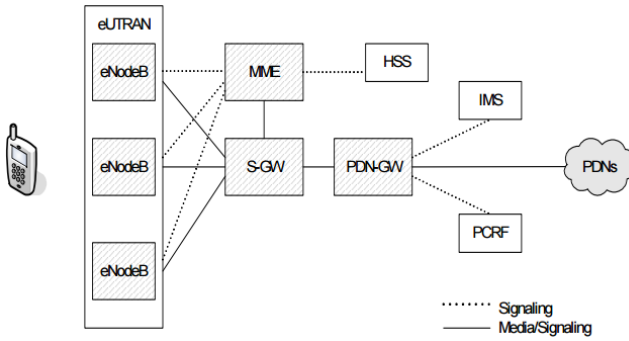 eUTRAN
eNodeB
MME
HSS
IMS
eNodeB
S-GW
PDN-GW
PDNs
PCRF
eNodeB
Signaling
Media/Signaling